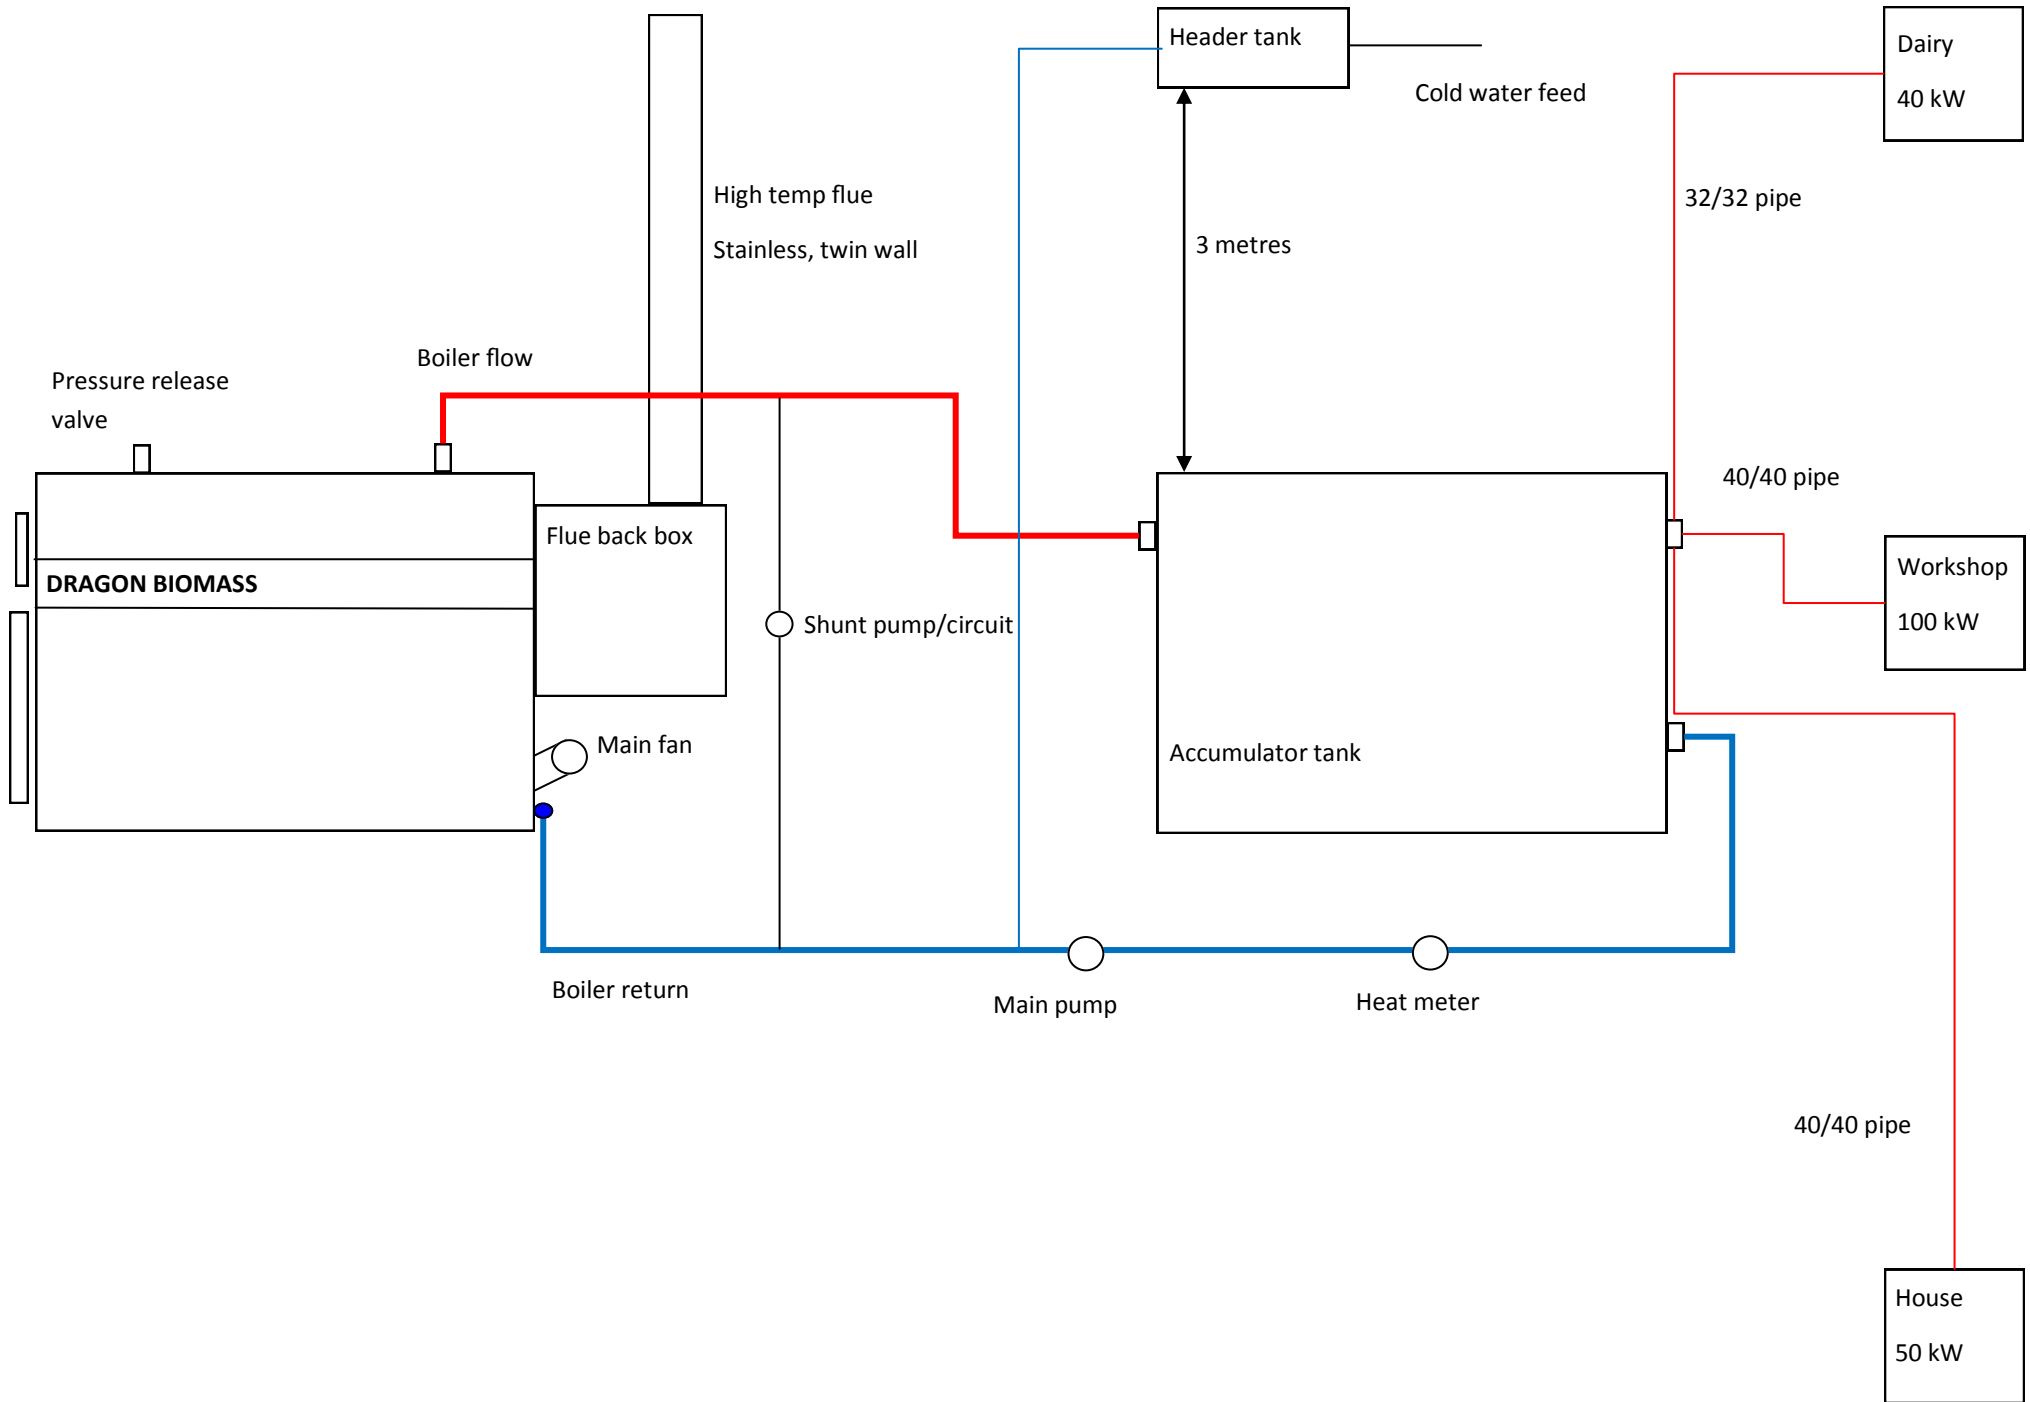 Header tank
Cold water feed
Dairy
40 kW
High temp flue
Stainless, twin wall
32/32 pipe
3 metres
Boiler flow
Pressure release
valve
40/40 pipe
Flue back box
DRAGON BIOMASS
Workshop
100 kW
Shunt pump/circuit
Main fan
Accumulator tank
Boiler return
Main pump
Heat meter
40/40 pipe
House
50 kW